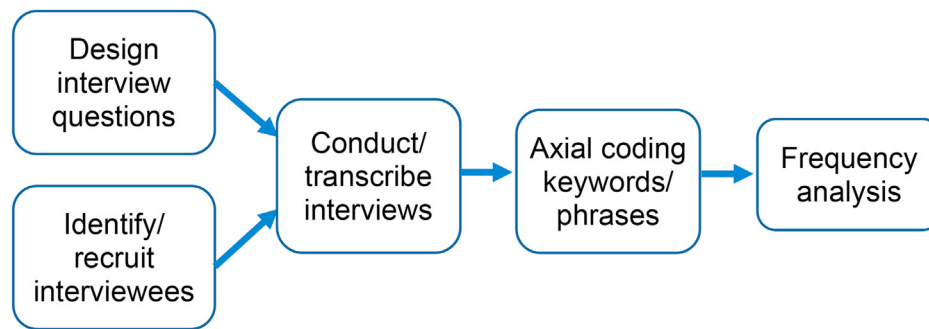 Design
interview
questions
Identify/
recruit
interviewees
Conduct/
transcribe
interviews
Axial coding
keywords/
phrases
Frequency
analysis